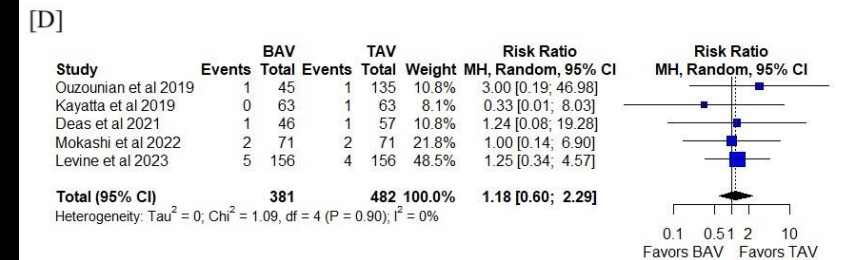 [D]
BAV TAV Risk Ratio Risk Ratio
Study Events Total Events Total Weight MH, Random, 95% CI MH, Random, 95% CI
Ouzounian et al 2019 1 45 1 135 10.8% 3.00 [0.19; 46.98]
Kayatta et al 2019 0 63 1 63 8.1% 0.33 [0.01; 8.03]
Deas et al 2021 1 46 1 57 10.8% 1.24 [0.08; 19.28]
Mokashi et al 2022 2 71 2 71 21.8% 1.00 [0.14; 6.90]
Levine et al 2023 5 156 4 156 48.5% 1.25 [0.34; 4.57]
Total (95% CI) 381 482 100.0% 1.18 [0.60; 2.29]
Heterogeneity: Tau² = 0; Chi² = 1.09, df = 4 (P = 0.90); I² = 0%
0.1 0.5 1 2 10
Favors BAV Favors TAV